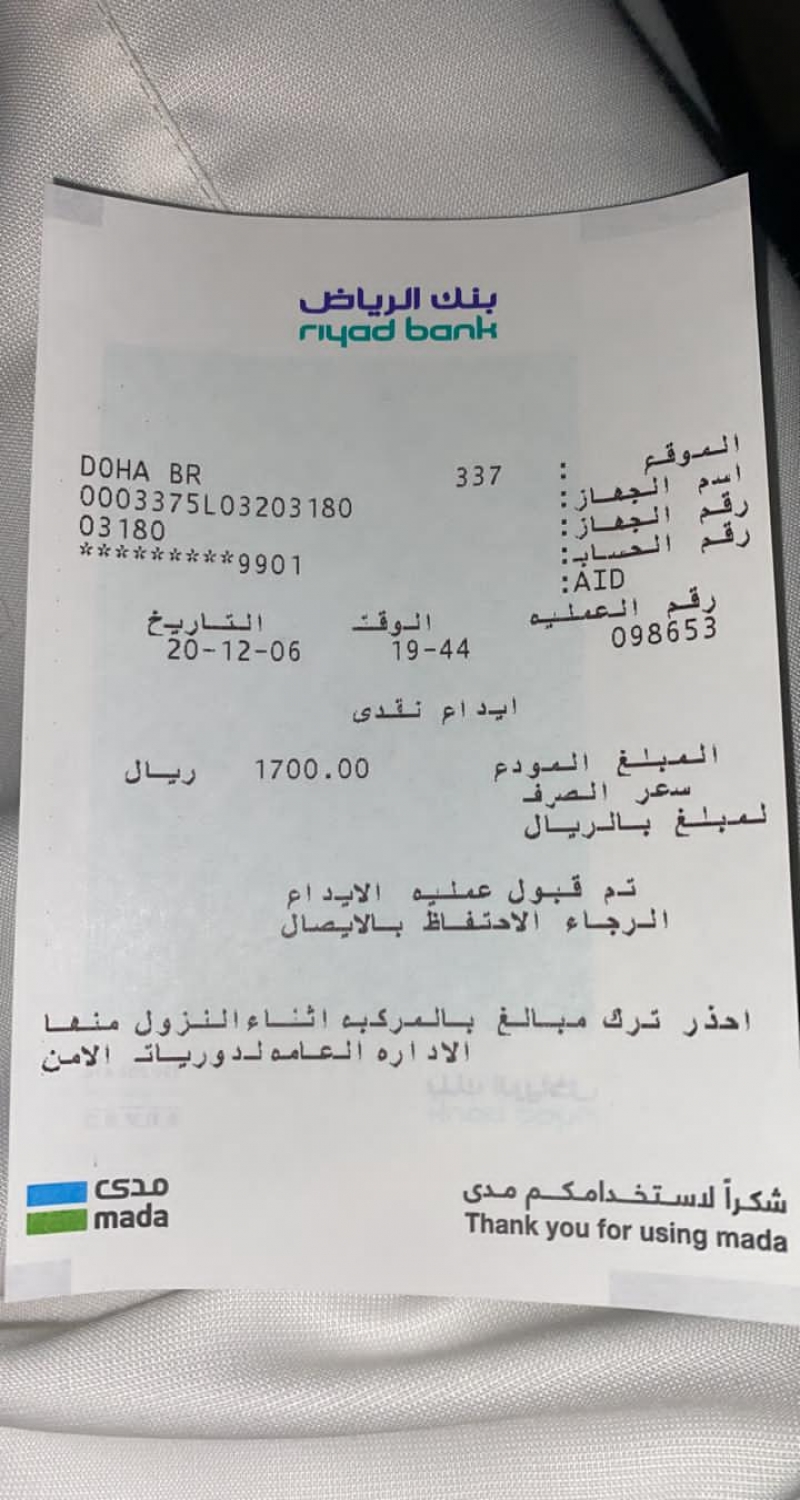 بنك الرياض
riyad bank
الموقع : 337 DOHA BR
اسم الجهاز: 0003375L03203180
رقم الجهاز: 03180
رقم الحساب: *********9901
AID:
رقم العمليه الوقت التاريخ
098653 19-44 20-12-06
ايداع نقدى
المبلغ المودع 1700.00 ريال
سعر الصرف
لمبلغ بالريال
تم قبول عمليه الايداع
الرجاء الاحتفاظ بالايصال
احذر ترك مبالغ بالمركبه اثناء النزول منها
الاداره العامه لدوريات الامن
مدى
mada
شكراً لاستخدامكم مدى
Thank you for using mada